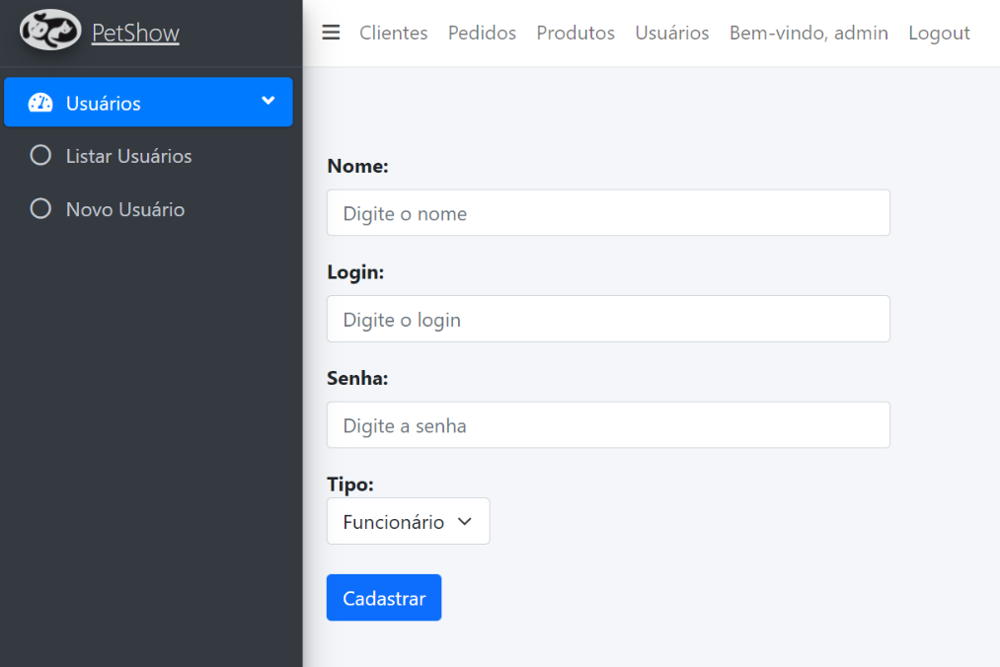 PetShow
Clientes Pedidos Produtos Usuários Bem-vindo, admin Logout
Usuários
Listar Usuários
Novo Usuário
Nome:
Digite o nome
Login:
Digite o login
Senha:
Digite a senha
Tipo:
Funcionário
Cadastrar